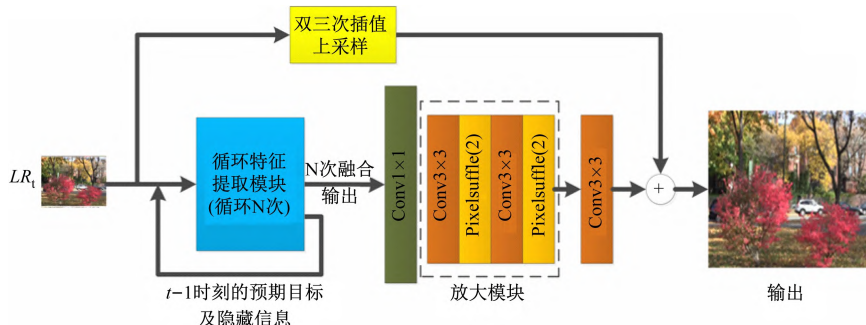 双三次插值
上采样
LRt
循环特征
提取模块
(循环N次)
N次融合
输出
Conv1×1
Conv3×3
Pixelsuffle(2)
Conv3×3
Pixelsuffle(2)
Conv3×3
+
t−1时刻的预期目标
及隐藏信息
放大模块
输出